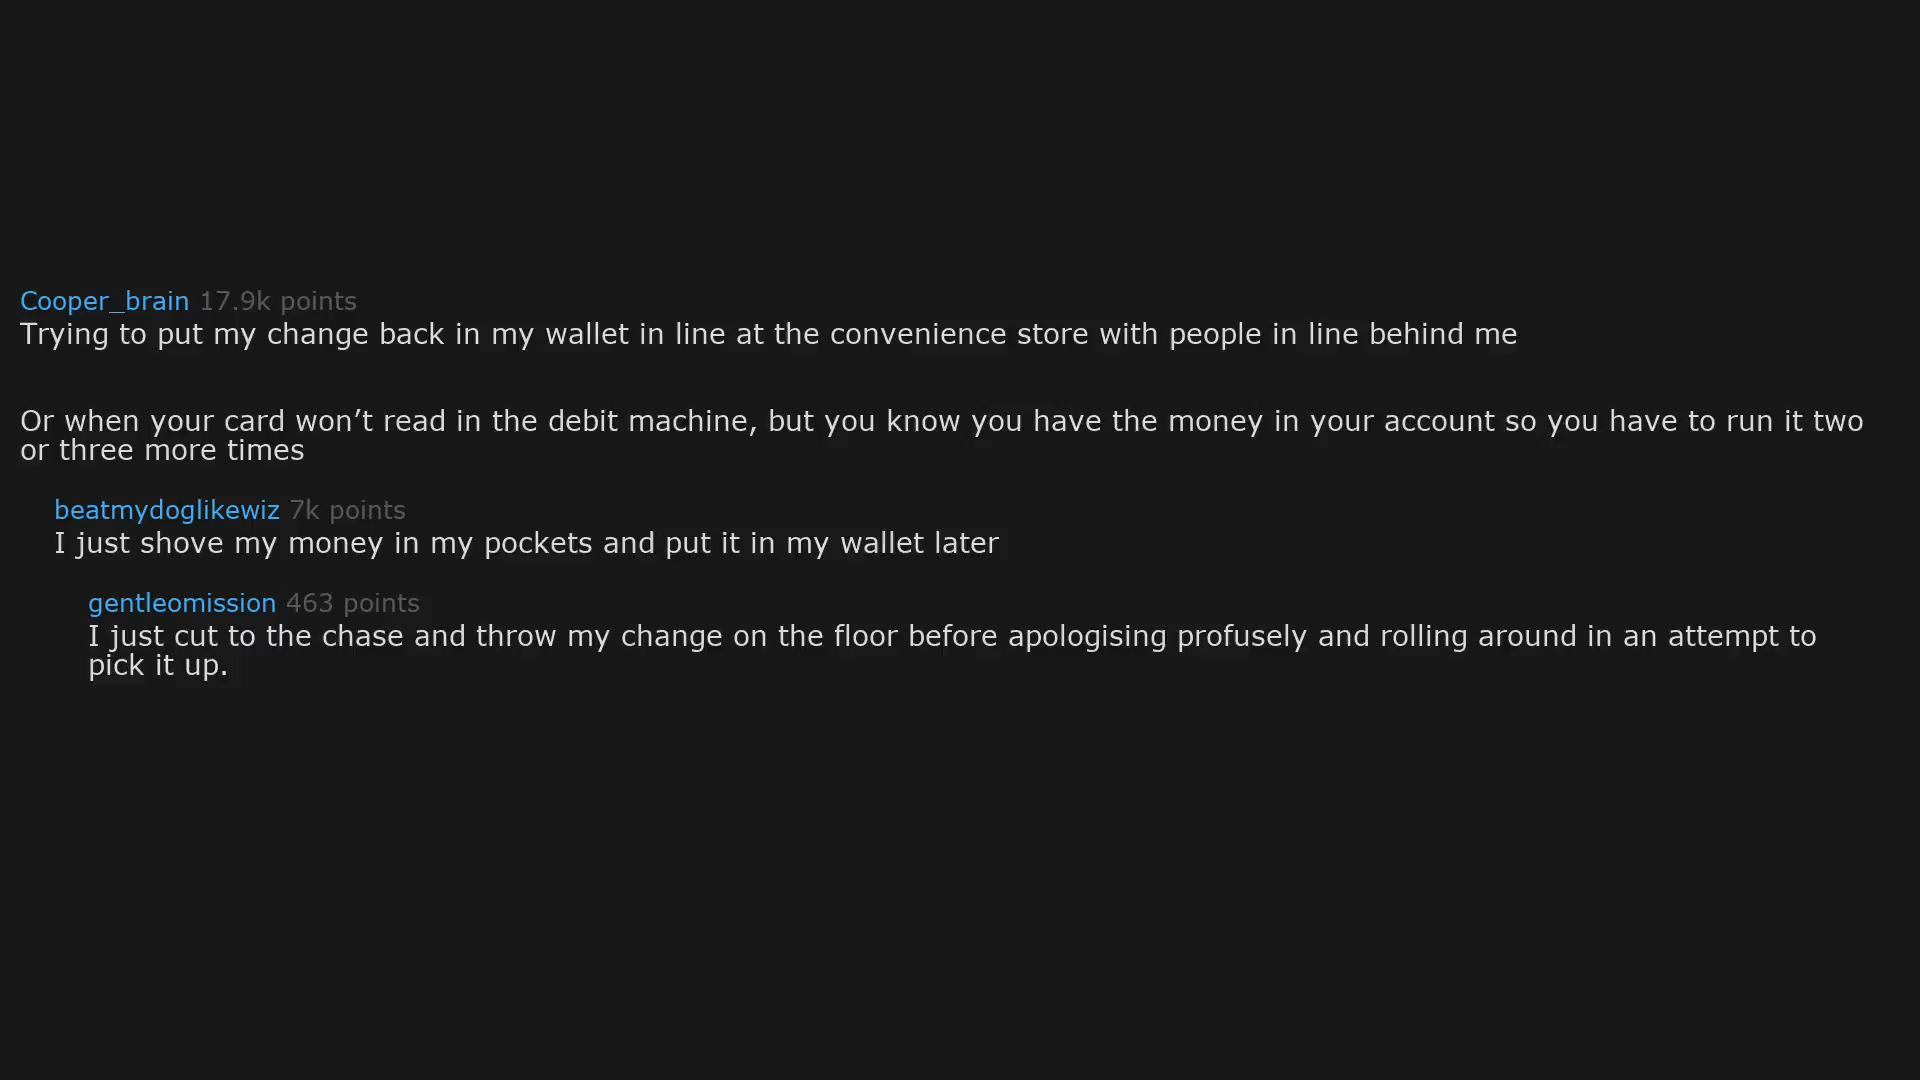 Cooper_brain 17.9k points
Trying to put my change back in my wallet in line at the convenience store with people in line behind me
Or when your card won’t read in the debit machine, but you know you have the money in your account so you have to run it two
or three more times
beatmydoglikewiz 7k points
I just shove my money in my pockets and put it in my wallet later
gentleomission 463 points
I just cut to the chase and throw my change on the floor before apologising profusely and rolling around in an attempt to
pick it up.